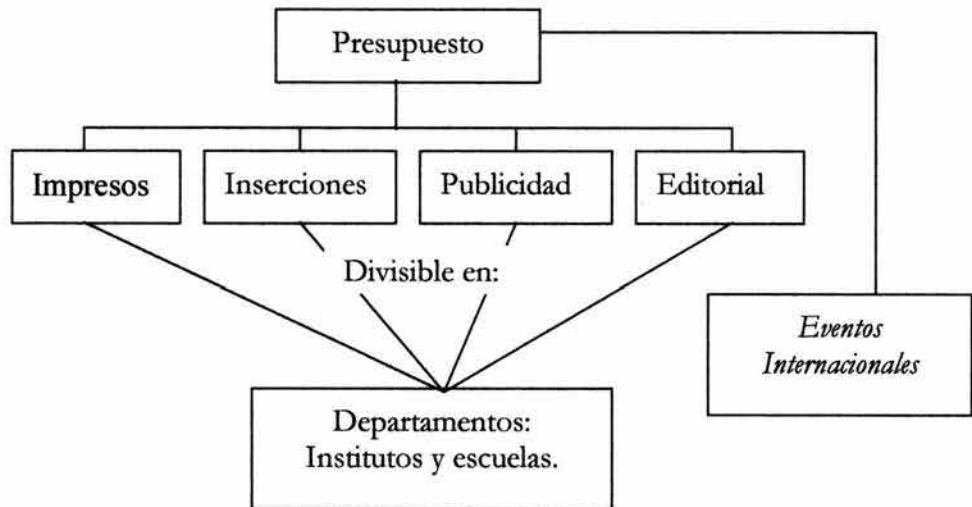 Presupuesto
Impresos
Inserciones
Publicidad
Editorial
Divisible en:
Eventos
Internacionales
Departamentos:
Institutos y escuelas.